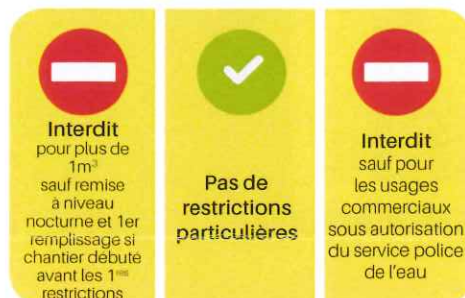 Interdit
pour plus de
1m³
sauf remise
à niveau
nocturne et 1er
remplissage si
chantier débuté
avant les 1ères
restrictions
Pas de
restrictions
particulières
Interdit
sauf pour
les usages
commerciaux
sous autorisation
du service police
de l'eau